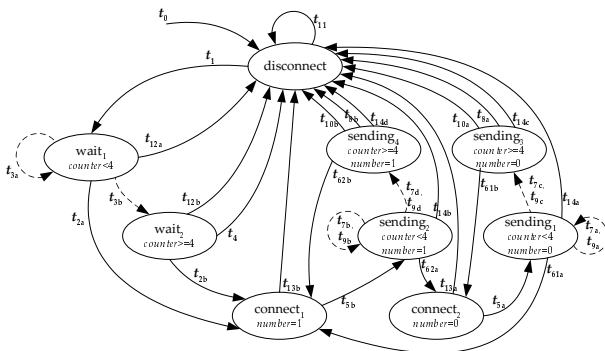 t0
t11
t1
disconnect
t10b
t8b
t14d
t10a
t8a
t14c
wait1
counter<4
t12a
t3a
t3b
sending4
counter>=4
number=1
sending3
counter>=4
number=0
t62b
t61b
t7d,
t9d
t7c,
t9c
t2a
t12b
t4
t14b
t14a
wait2
counter>=4
t7b,
t9b
sending2
counter<4
number=1
sending1
counter<4
number=0
t7a,
t9a
t2b
t13b
t62a
t13a
t61a
connect1
number=1
t5b
connect2
number=0
t5a